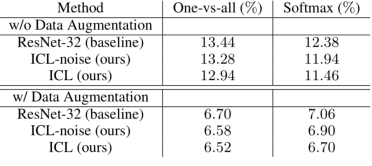 Method One-vs-all (%) Softmax (%)
w/o Data Augmentation
ResNet-32 (baseline) 13.44 12.38
ICL-noise (ours) 13.28 11.94
ICL (ours) 12.94 11.46
w/ Data Augmentation
ResNet-32 (baseline) 6.70 7.06
ICL-noise (ours) 6.58 6.90
ICL (ours) 6.52 6.70